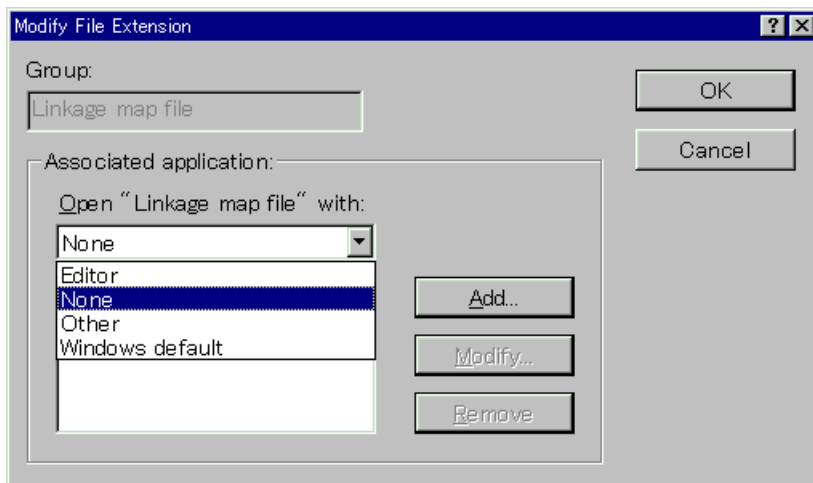 Modify File Extension
Group:
Linkage map file
OK
Cancel
Associated application:
Open "Linkage map file" with:
None
Editor
None
Other
Windows default
Add...
Modify...
Remove